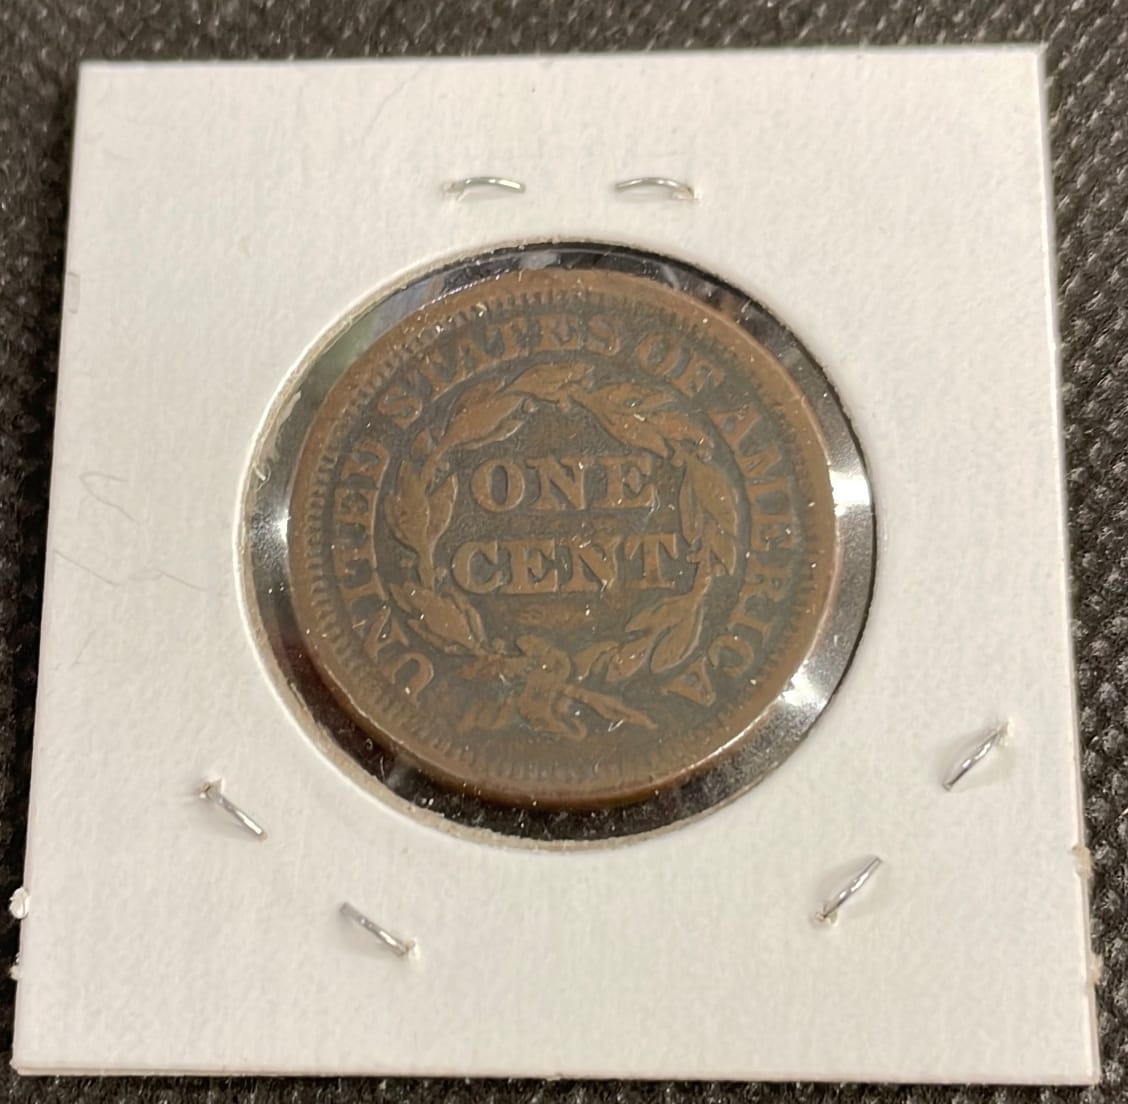 UNITED STATES OF AMERICA
ONE
CENT